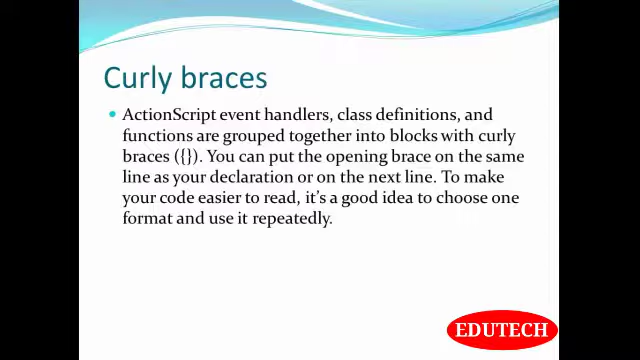 Curly braces
• ActionScript event handlers, class definitions, and
functions are grouped together into blocks with curly
braces ({}). You can put the opening brace on the same
line as your declaration or on the next line. To make
your code easier to read, it's a good idea to choose one
format and use it repeatedly.
EDUTECH